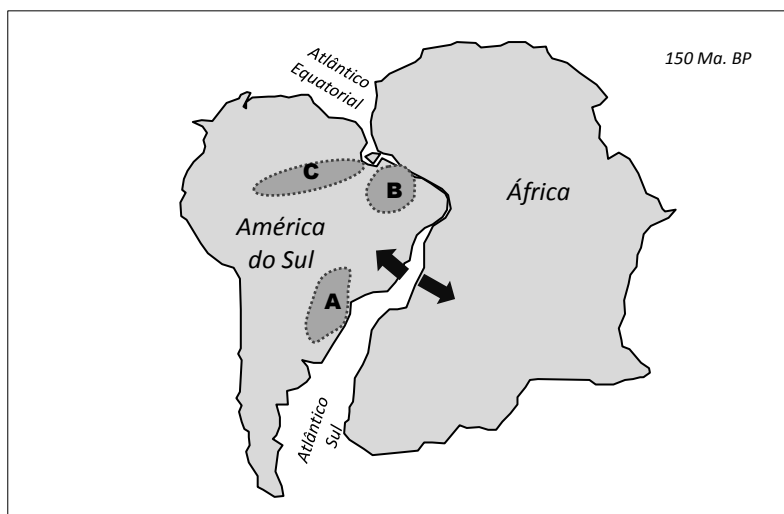 Atlântico
Equatorial
150 Ma. BP
C
B
África
América
do Sul
A
Atlântico
Sul